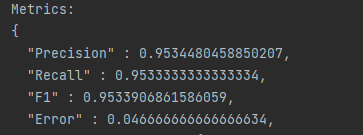 Metrics:
{
"Precision" : 0.9534480458850207,
"Recall" : 0.9533333333333334,
"F1" : 0.9533906861586059,
"Error" : 0.046666666666666634,